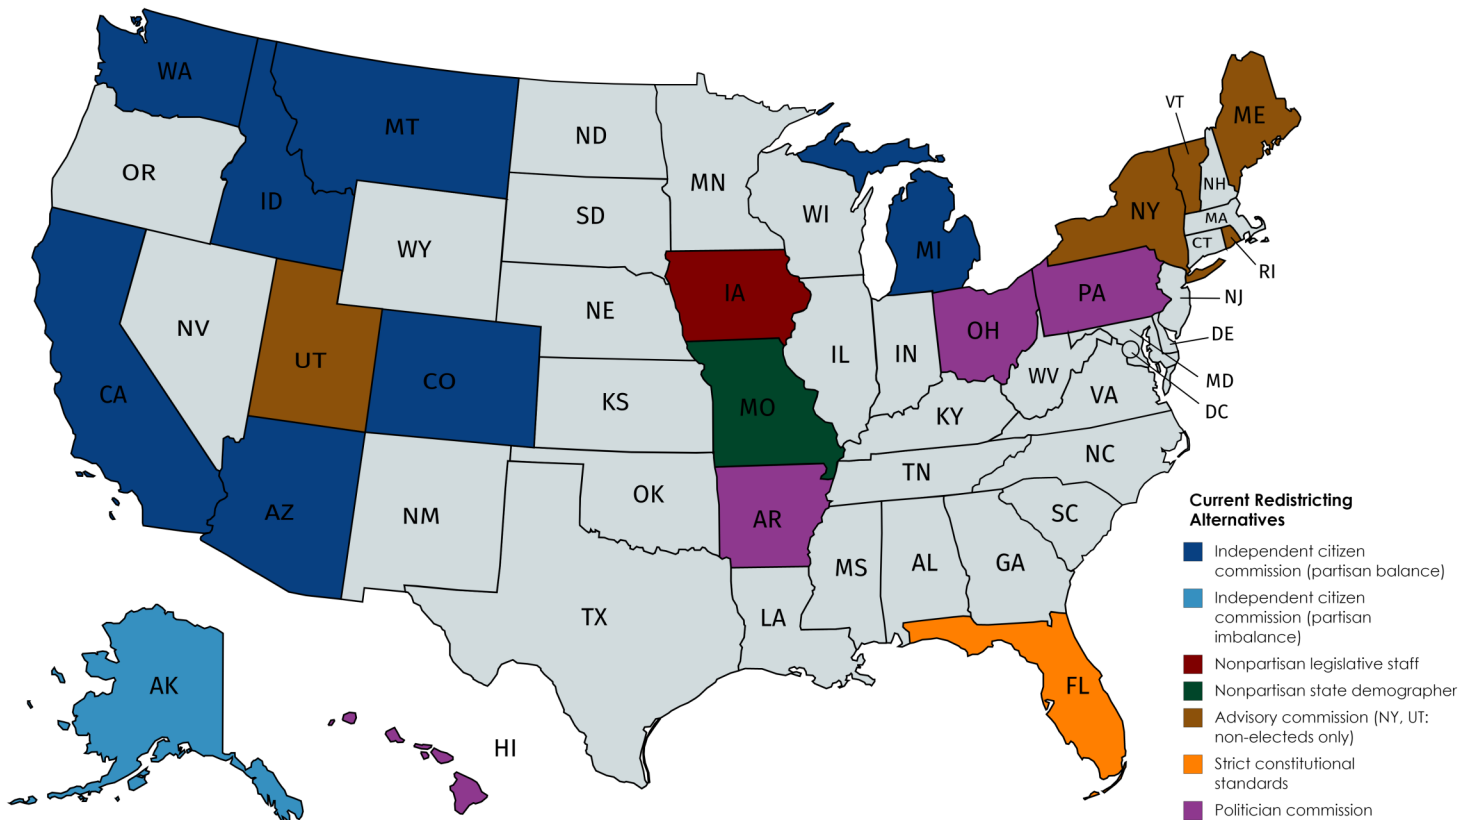 WA
MT
ND
MN
VT
ME
OR
ID
SD
WI
NH
NY
MA
CT
WY
MI
RI
IA
PA
NJ
NE
NV
OH
DE
UT
IL
IN
CO
WV
MD
CA
KS
MO
VA
DC
KY
NC
TN
OK
AZ
NM
AR
SC
MS
AL
GA
TX
LA
AK
FL
HI
Current Redistricting
Alternatives
Independent citizen
commission (partisan balance)
Independent citizen
commission (partisan
imbalance)
Nonpartisan legislative staff
Nonpartisan state demographer
Advisory commission (NY, UT:
non-electeds only)
Strict constitutional
standards
Politician commission